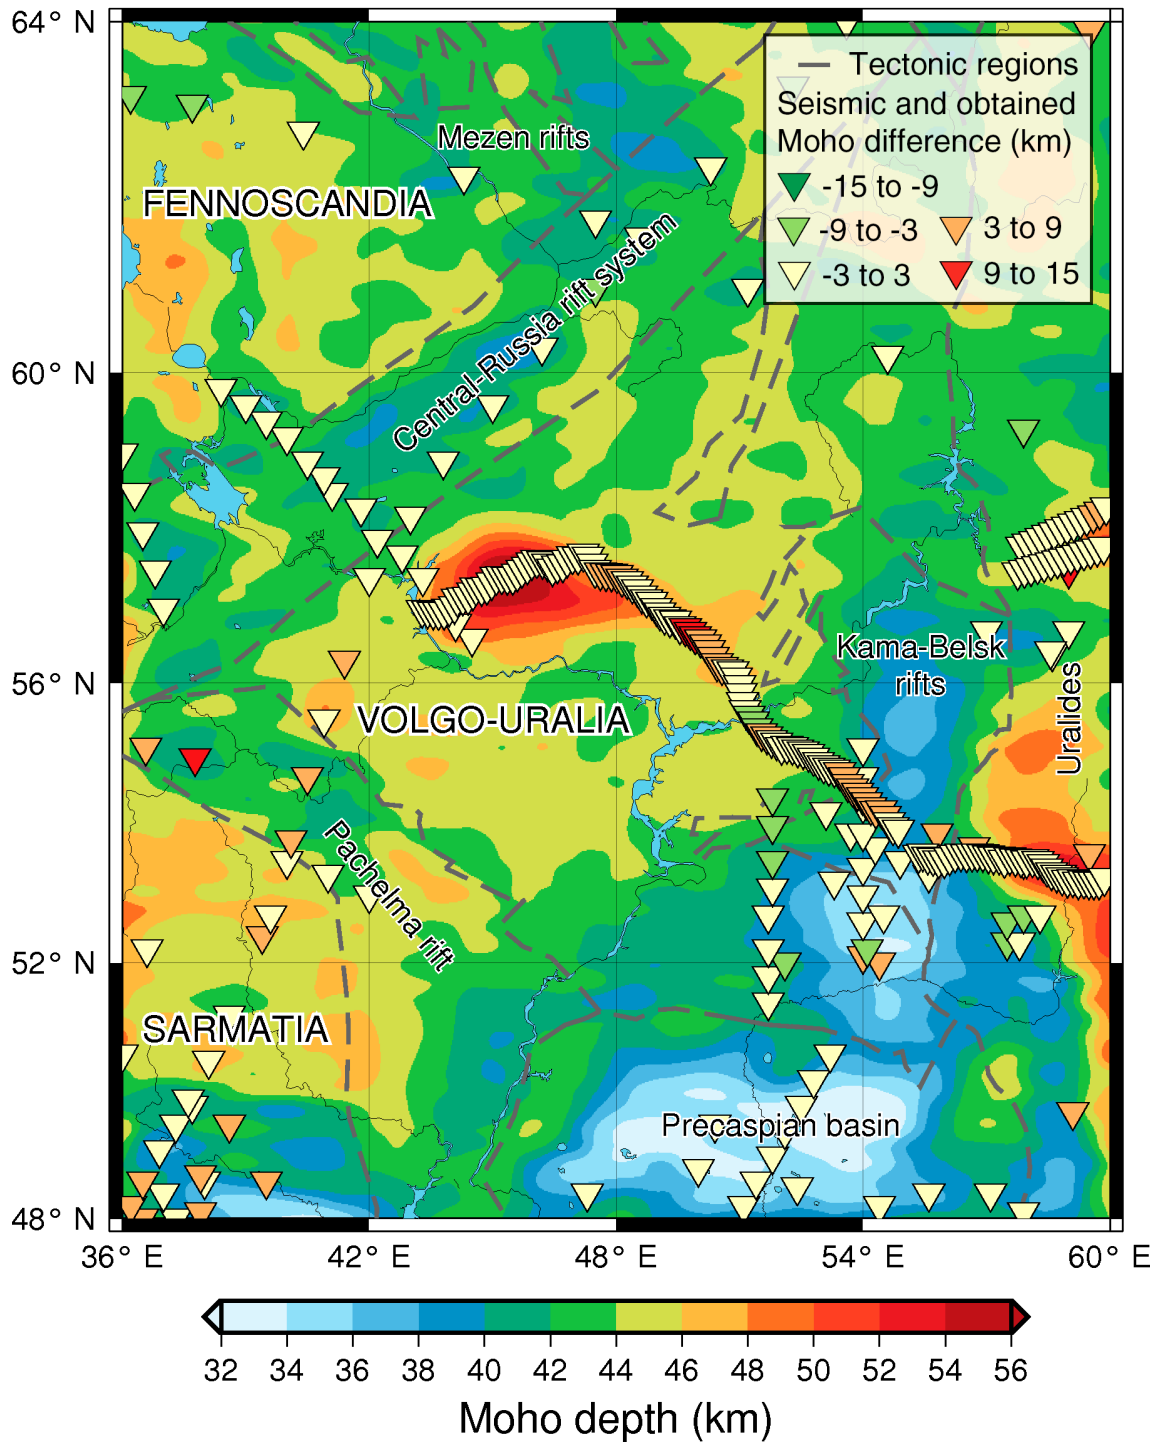 64° N
60° N
56° N
52° N
48° N
Tectonic regions
Seismic and obtained
Moho difference (km)
-15 to -9
-9 to -3
3 to 9
-3 to 3
9 to 15
Mezen rifts
FENNOSCANDIA
Central-Russia rift system
Kama-Belsk
rifts
Uralides
VOLGO-URALIA
Pachelma rift
SARMATIA
Precaspian basin
36° E
42° E
48° E
54° E
60° E
32
34
36
38
40
42
44
46
48
50
52
54
56
Moho depth (km)